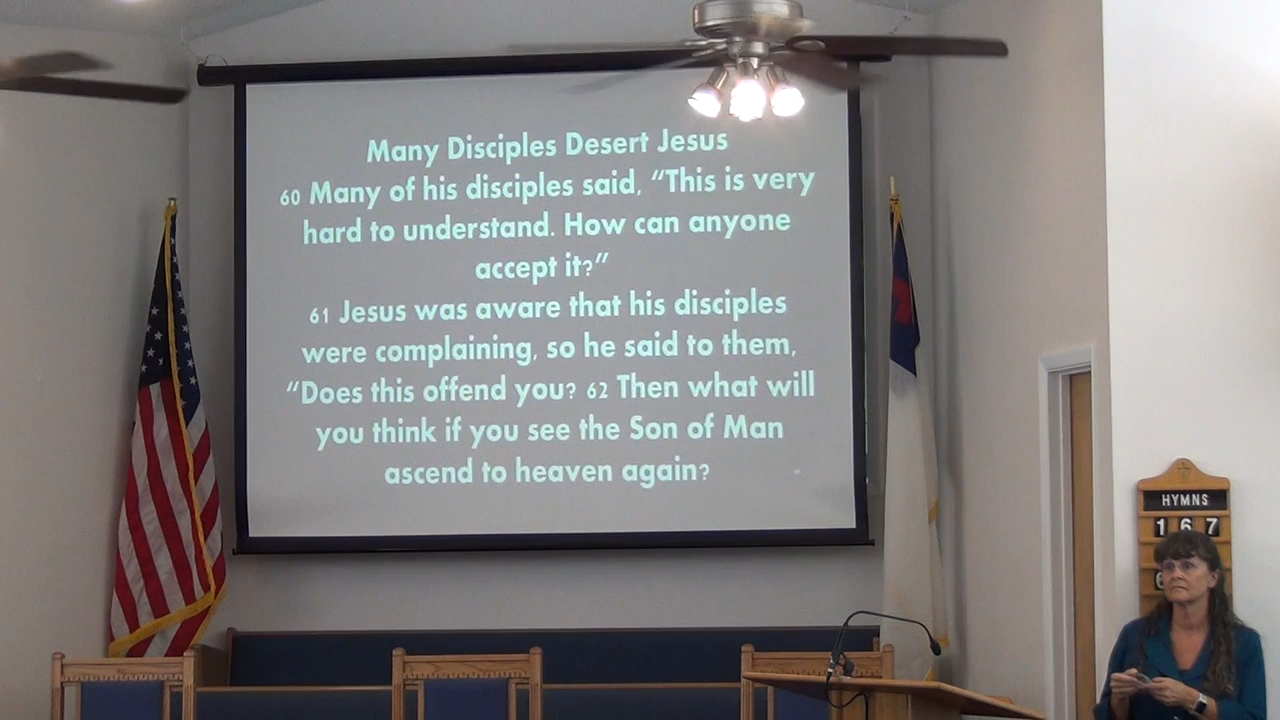 Many Disciples Desert Jesus
60 Many of his disciples said, “This is very
hard to understand. How can anyone
accept it?”
61 Jesus was aware that his disciples
were complaining, so he said to them,
“Does this offend you? 62 Then what will
you think if you see the Son of Man
ascend to heaven again?
HYMNS
167